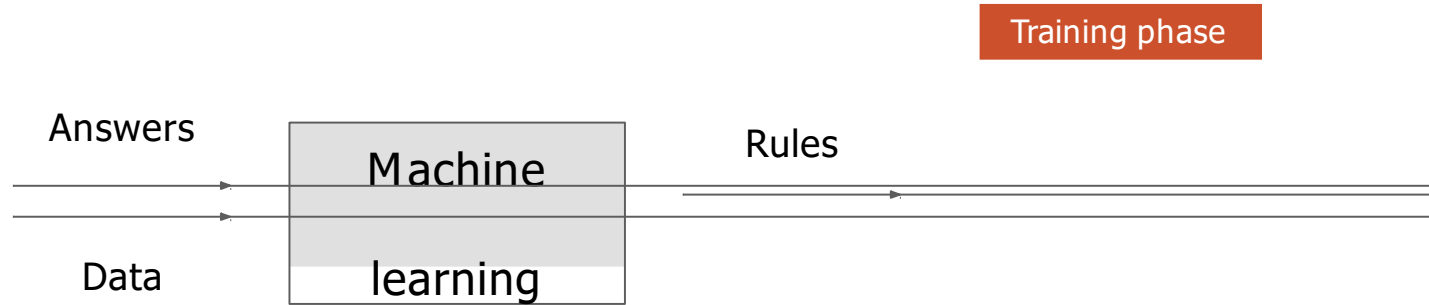 Training phase
Answers
Machine
Rules
Data
learning